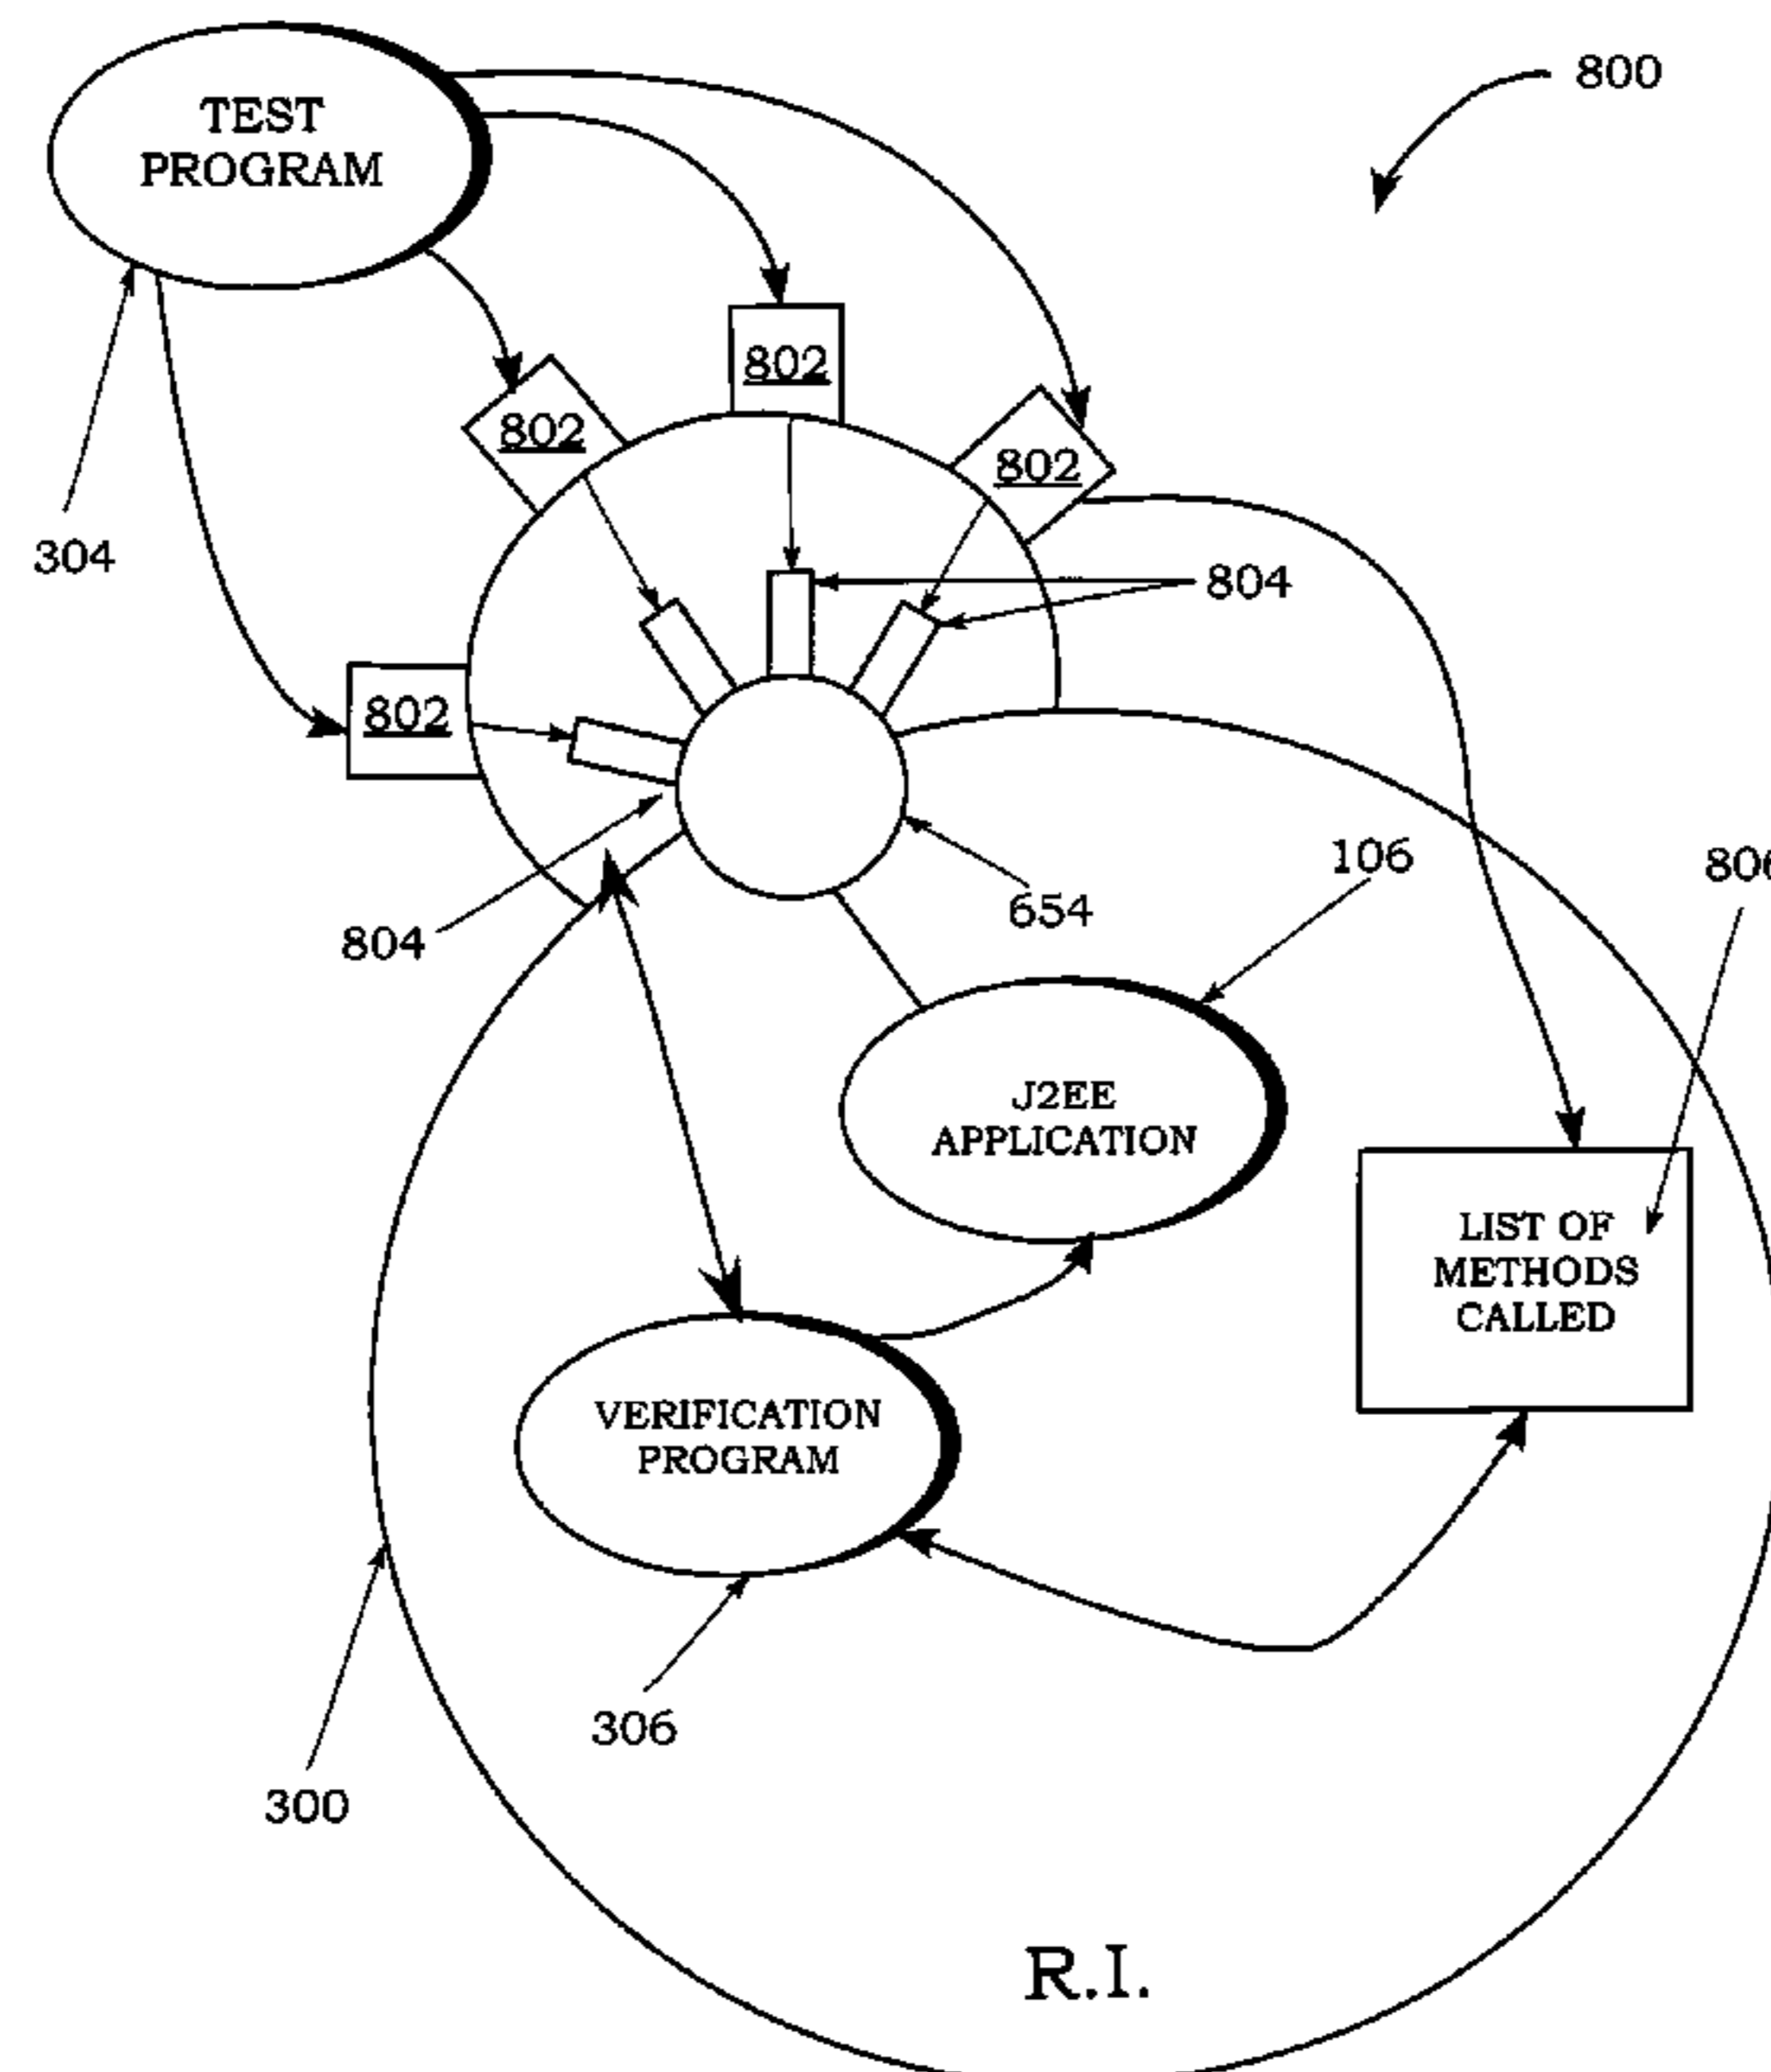 TEST
PROGRAM
800
802
802
802
304
804
802
106
806
654
804
J2EE
APPLICATION
LIST OF
METHODS
CALLED
VERIFICATION
PROGRAM
306
300
R.I.